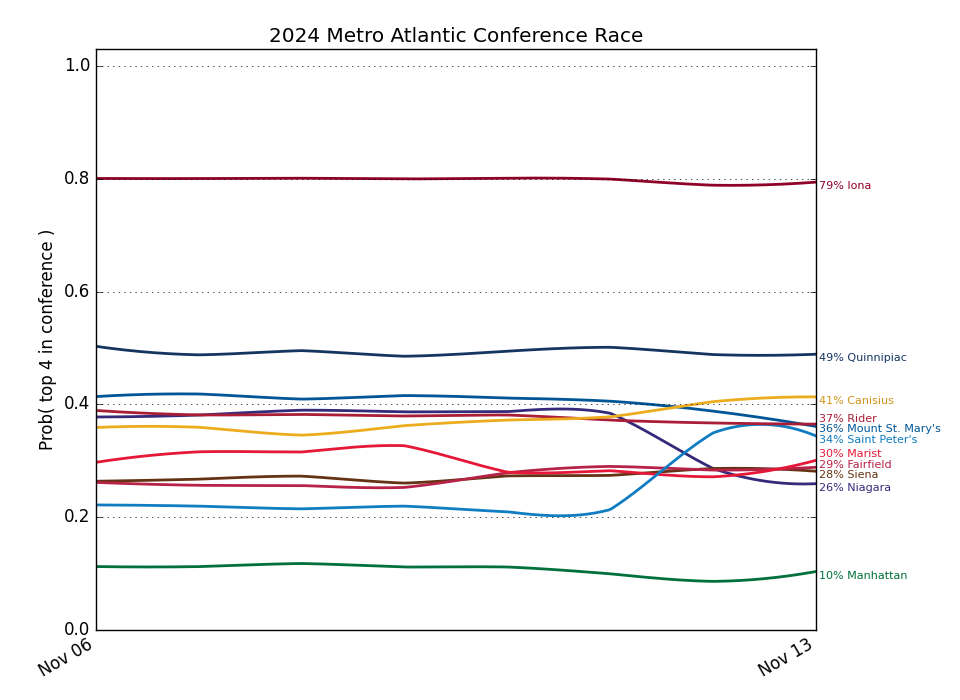 2024 Metro Atlantic Conference Race
Prob( top 4 in conference )
1.0
0.8
0.6
0.4
0.2
0.0
Nov 06
Nov 13
79% Iona
49% Quinnipiac
41% Canisius
37% Rider
36% Mount St. Mary's
34% Saint Peter's
30% Marist
29% Fairfield
28% Siena
26% Niagara
10% Manhattan